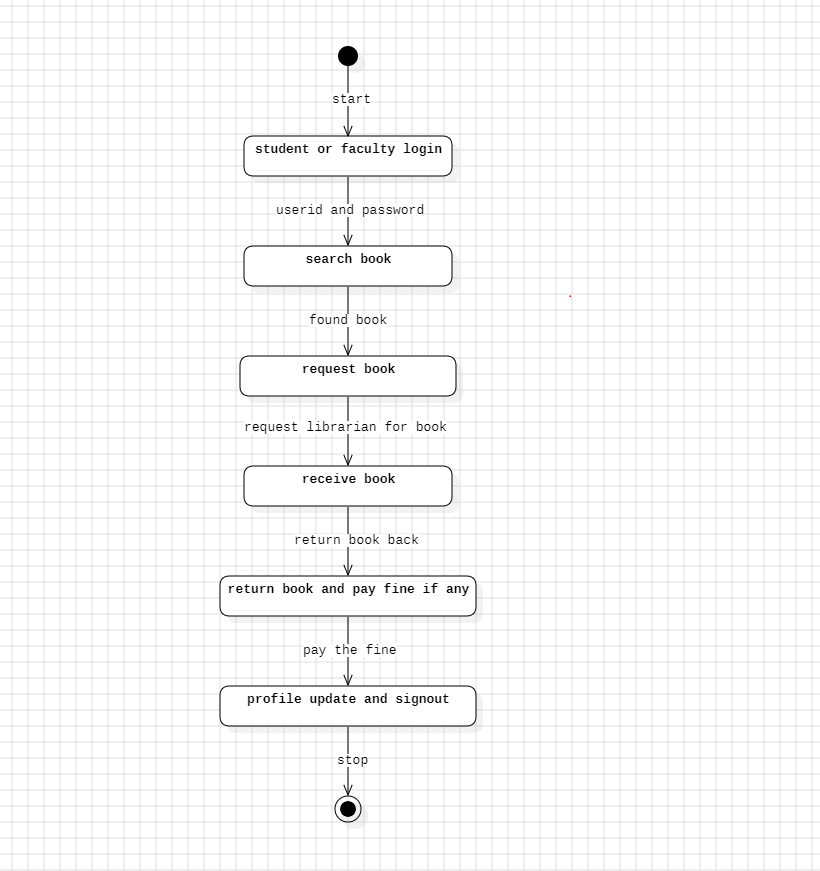 start
student or faculty login
userid and password
search book
found book
request book
request librarian for book
receive book
return book back
return book and pay fine if any
pay the fine
profile update and signout
stop